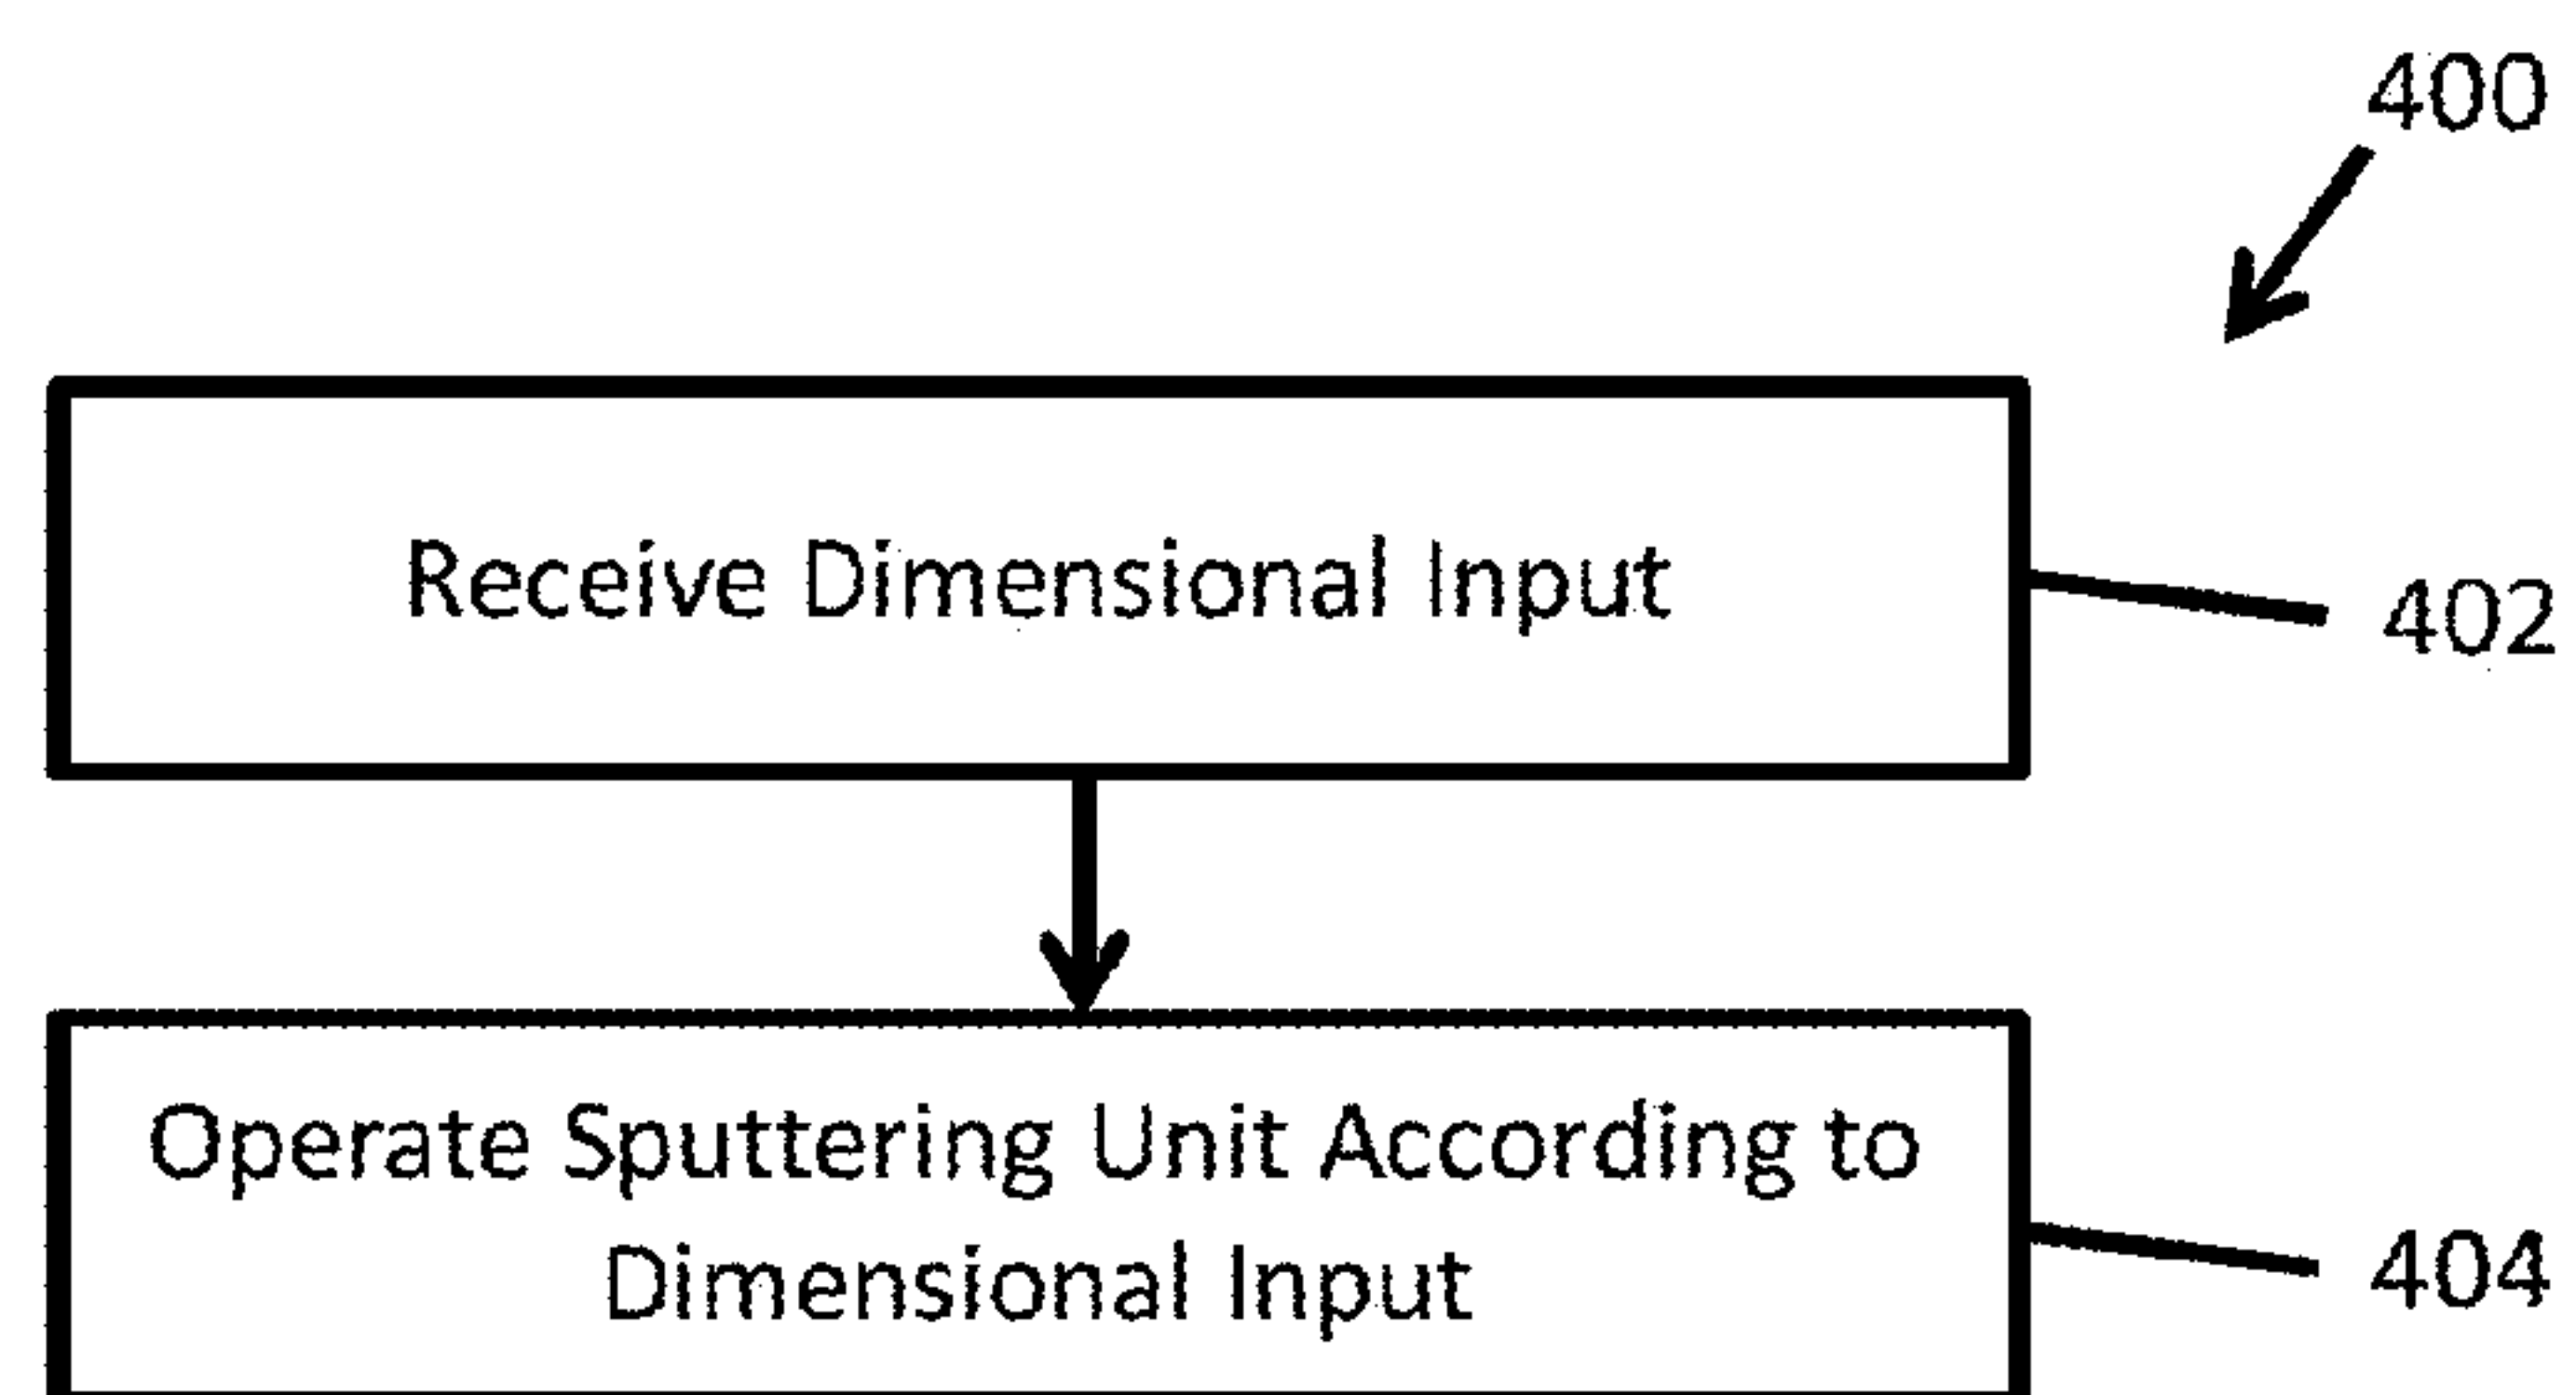 400
Receive Dimensional Input
402
Operate Sputtering Unit According to
Dimensional Input
404